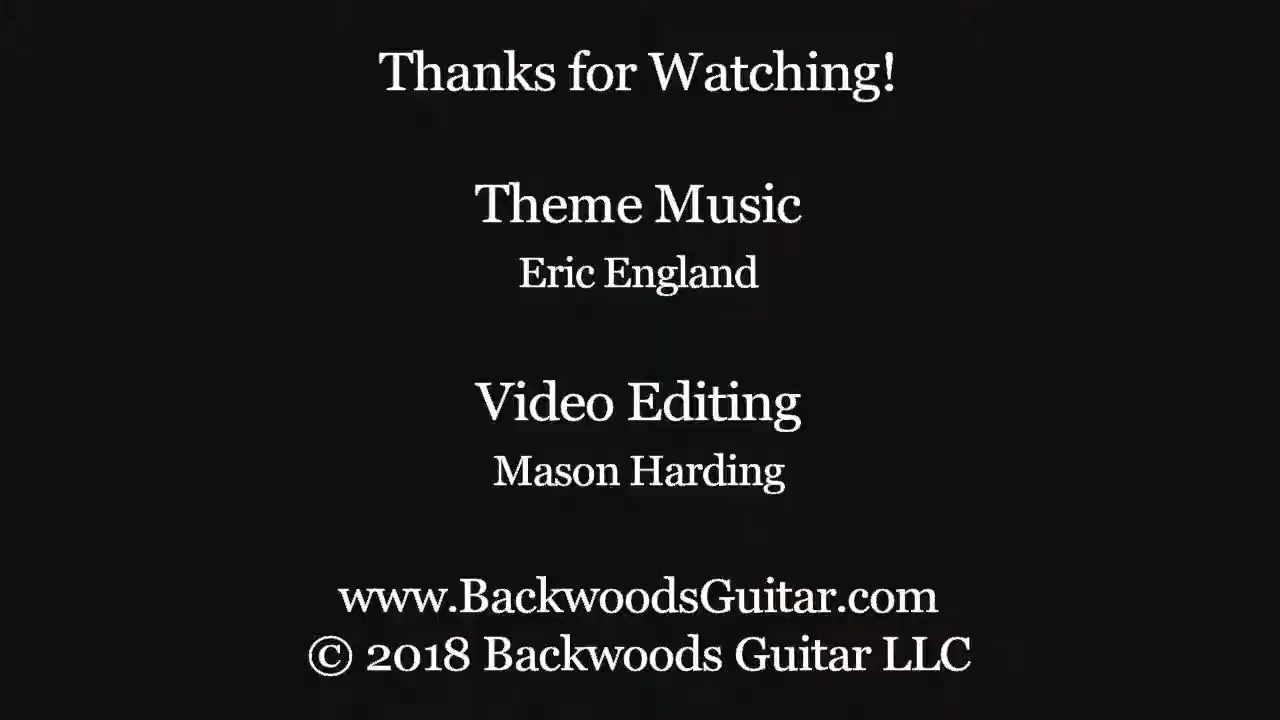 Thanks for Watching!
Theme Music
Eric England
Video Editing
Mason Harding
www.BackwoodsGuitar.com
© 2018 Backwoods Guitar LLC